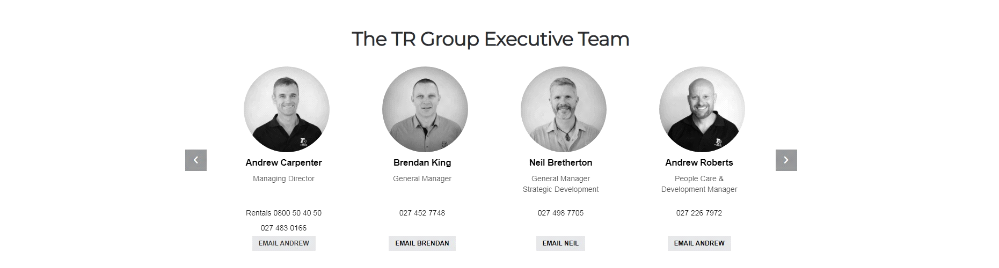 The TR Group Executive Team
Andrew Carpenter
Managing Director
Rentals 0800 50 40 50
027 483 0166
EMAIL ANDREW
Brendan King
General Manager
027 452 7748
EMAIL BRENDAN
Neil Bretherton
General Manager
Strategic Development
027 498 7705
EMAIL NEIL
Andrew Roberts
People Care &
Development Manager
027 226 7972
EMAIL ANDREW